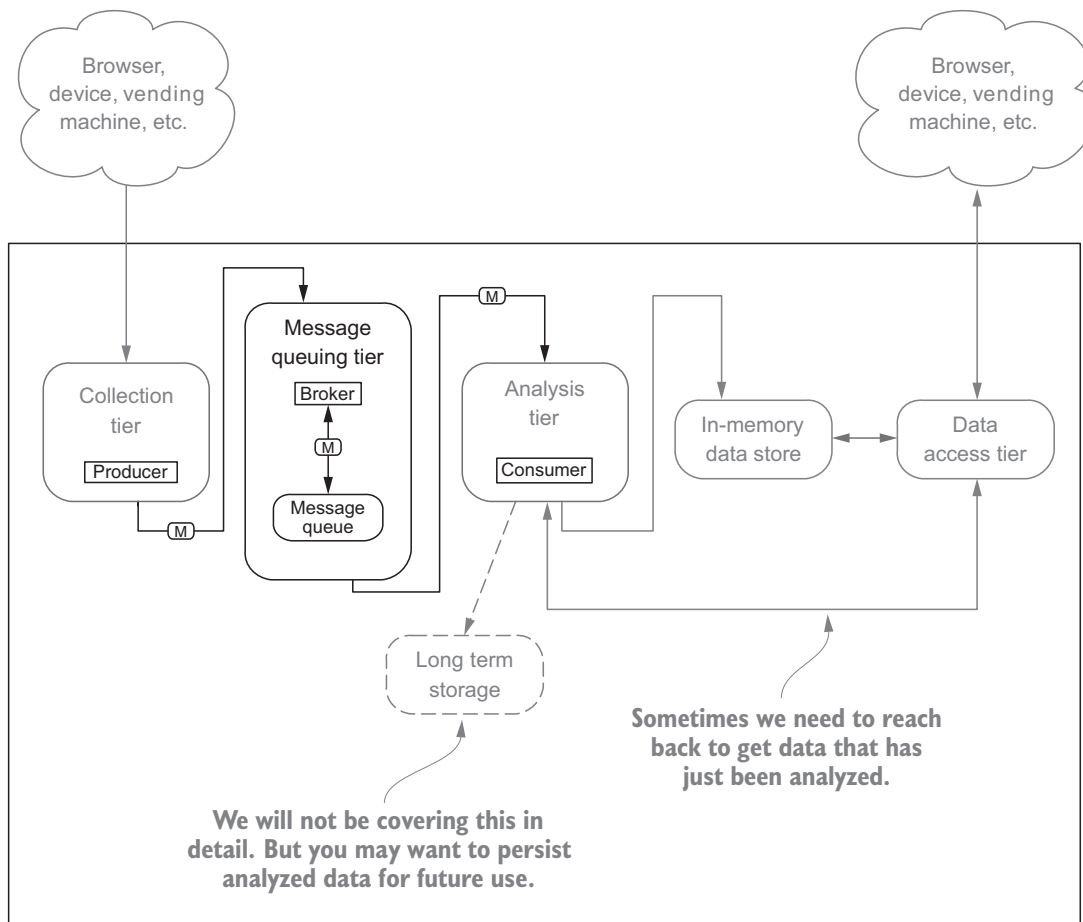 Browser,
device, vending
machine, etc.
Browser,
device, vending
machine, etc.
M
M
Message
queuing tier
Collection
tier
Analysis
tier
Broker
In-memory
data store
Data
access tier
M
Producer
Consumer
Message
queue
M
Long term
storage
Sometimes we need to reach
back to get data that has
just been analyzed.
We will not be covering this in
detail. But you may want to persist
analyzed data for future use.